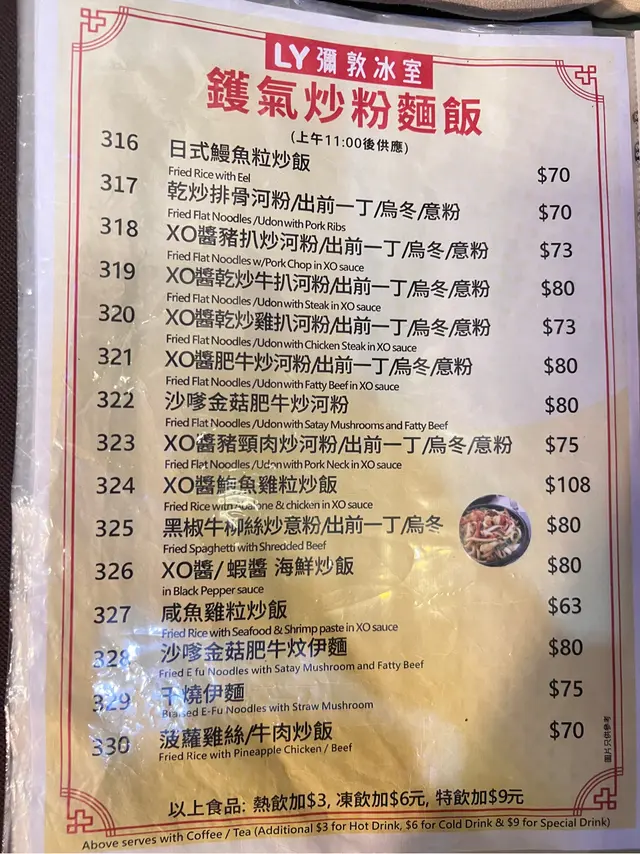 LY 彌敦冰室
鑊氣炒粉麵飯
(上午11:00後供應)
316 日式鰻魚粒炒飯 $70
Fried Rice with Eel
317 乾炒排骨河粉/出前一丁/烏冬/意粉 $70
Fried Flat Noodles /Udon with Pork Ribs
318 XO醬豬扒炒河粉/出前一丁/烏冬/意粉 $73
Fried Flat Noodles w/Pork Chop in XO sauce
319 XO醬乾炒牛扒河粉/出前一丁/烏冬/意粉 $80
Fried Flat Noodles /Udon with Steak in XO sauce
320 XO醬乾炒雞扒河粉/出前一丁/烏冬/意粉 $73
Fried Flat Noodles /Udon with Chicken Steak in XO sauce
321 XO醬肥牛炒河粉/出前一丁/烏冬/意粉 $80
Fried Flat Noodles /Udon with Fatty Beef in XO sauce
322 沙嗲金菇肥牛炒河粉 $80
Fried Flat Noodles /Udon with Satay Mushrooms and Fatty Beef
323 XO醬豬頸肉炒河粉/出前一丁/烏冬/意粉 $75
Fried Flat Noodles /Udon with Pork Neck in XO sauce
324 XO醬鮑魚雞粒炒飯 $108
Fried Rice with Abalone & chicken in XO sauce
325 黑椒牛柳絲炒意粉/出前一丁/烏冬 $80
Fried Spaghetti with Shredded Beef
326 XO醬/蝦醬 海鮮炒飯 $80
in Black Pepper sauce
327 咸魚雞粒炒飯 $63
Fried Rice with Seafood & Shrimp paste in XO sauce
328 沙嗲金菇肥牛炆伊麵 $80
Fried E fu Noodles with Satay Mushroom and Fatty Beef
329 干燒伊麵 $75
Braised E-Fu Noodles with Straw Mushroom
330 菠蘿雞絲/牛肉炒飯 $70
Fried Rice with Pineapple Chicken / Beef
圖片只供參考
以上食品: 熱飲加$3, 凍飲加$6元, 特飲加$9元
Above serves with Coffee / Tea (Additional $3 for Hot Drink, $6 for Cold Drink & $9 for Special Drink)